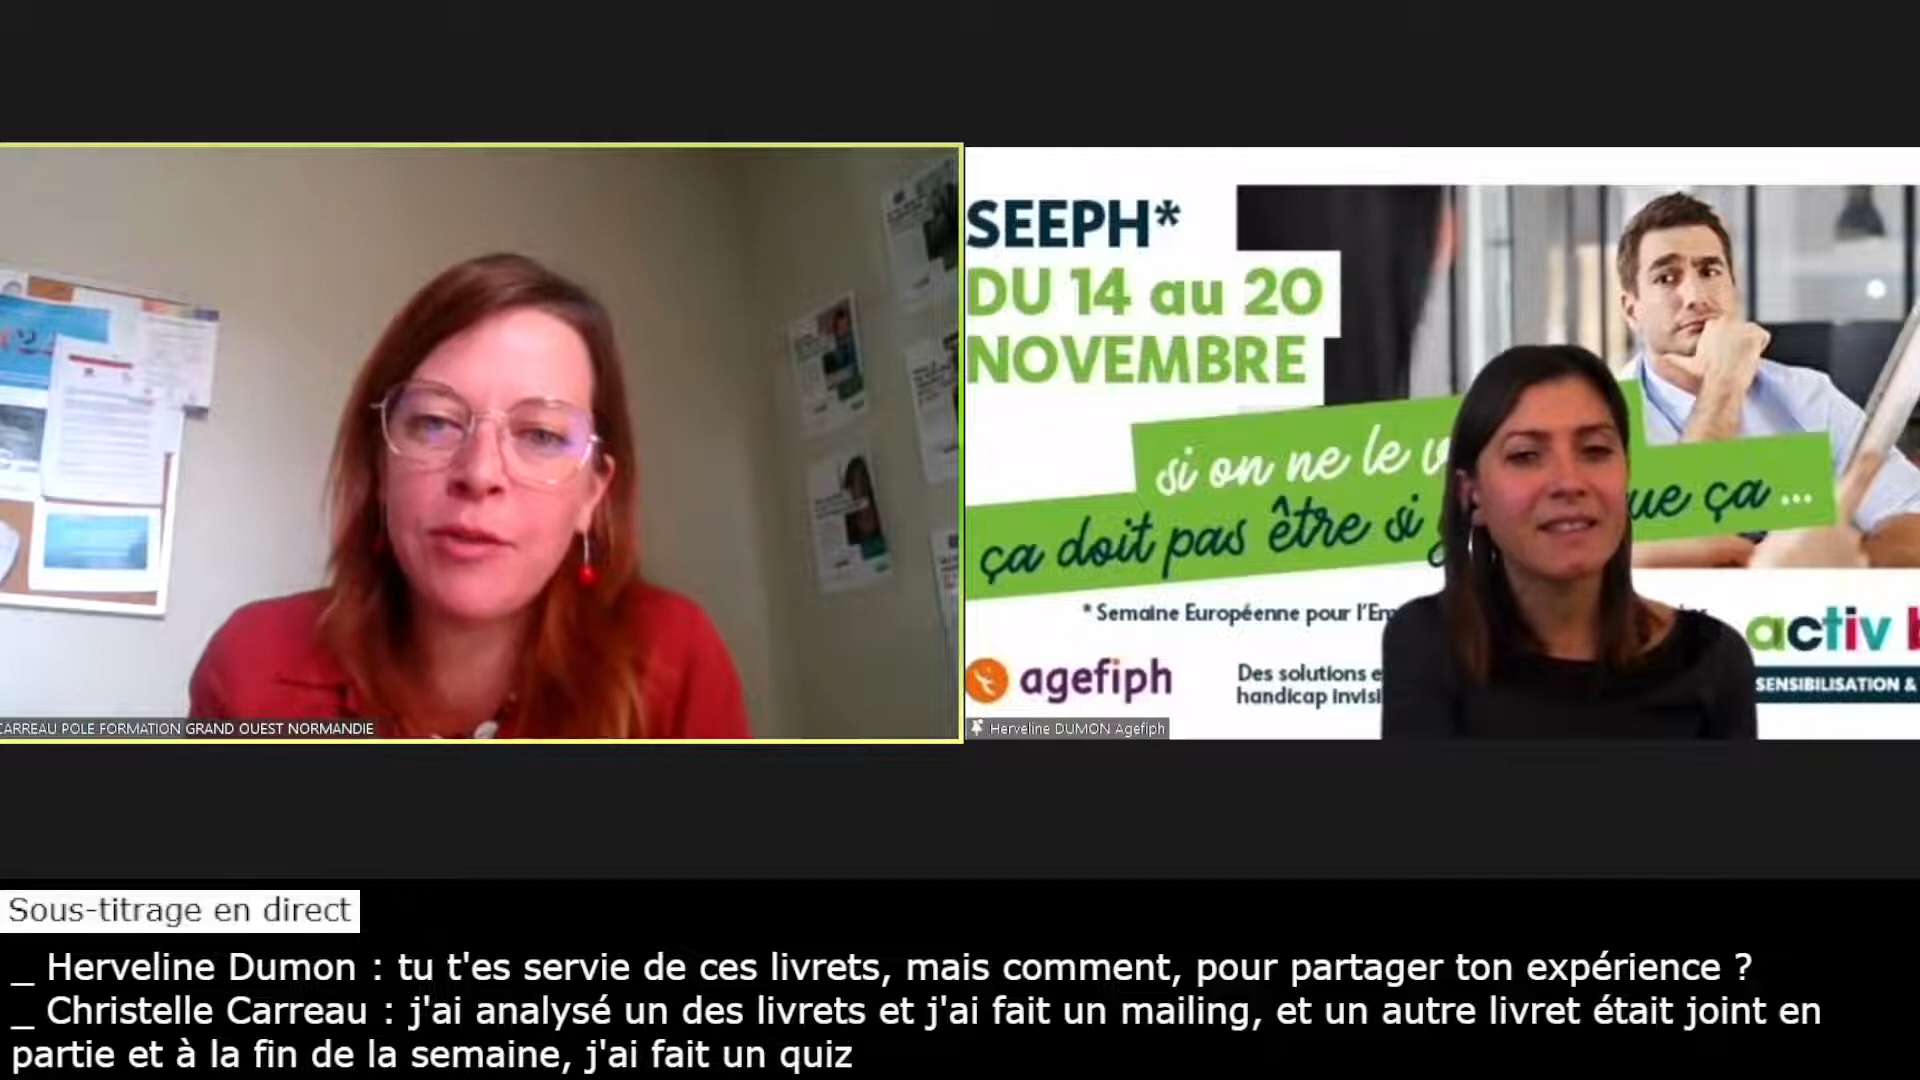 SEEPH*
DU 14 au 20
NOVEMBRE
si on ne le
ça doit pas être si
ue ça ...
* Semaine Européenne pour l'Em
agefiph
Des solutions e
handicap invisi
activ b
SENSIBILISATION &
CARREAU POLE FORMATION GRAND OUEST NORMANDIE
Herveline DUMON Agefiph
Sous-titrage en direct
_ Herveline Dumon : tu t'es servie de ces livrets, mais comment, pour partager ton expérience ?
_ Christelle Carreau : j'ai analysé un des livrets et j'ai fait un mailing, et un autre livret était joint en
partie et à la fin de la semaine, j'ai fait un quiz